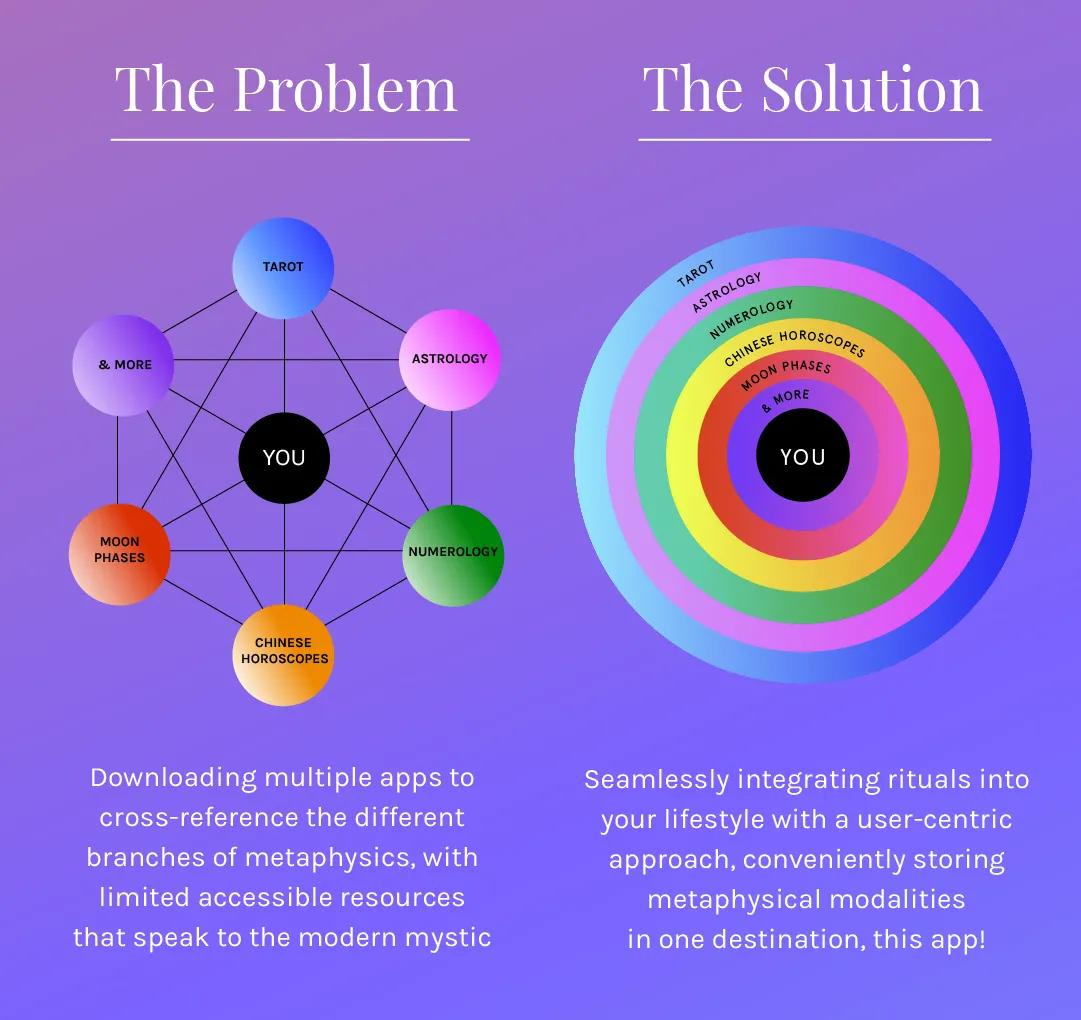 The Problem
TAROT
& MORE
ASTROLOGY
YOU
MOON
PHASES
NUMEROLOGY
CHINESE
HOROSCOPES
Downloading multiple apps to
cross-reference the different
branches of metaphysics, with
limited accessible resources
that speak to the modern mystic
The Solution
TAROT
ASTROLOGY
NUMEROLOGY
CHINESE HOROSCOPES
MOON PHASES
& MORE
YOU
Seamlessly integrating rituals into
your lifestyle with a user-centric
approach, conveniently storing
metaphysical modalities
in one destination, this app!